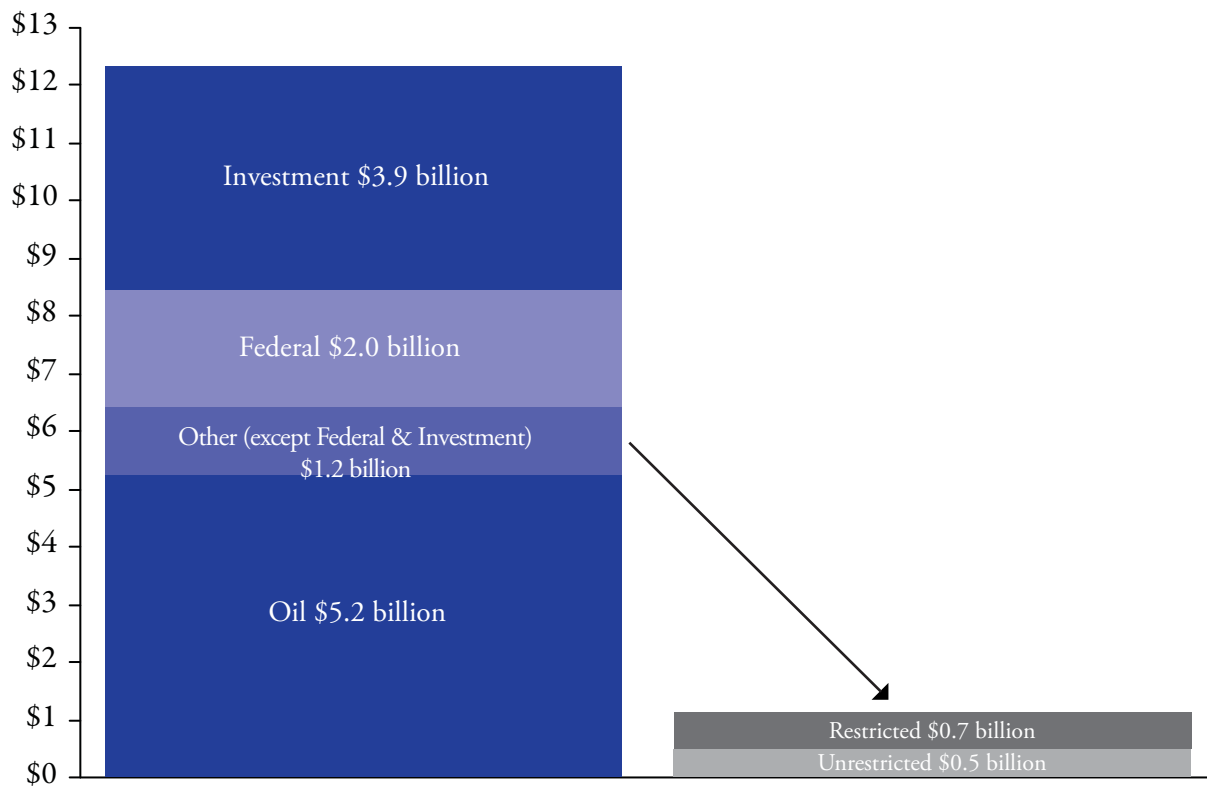 $13
$12
$11
$10
$9
$8
$7
$6
$5
$4
$3
$2
$1
$0
Investment $3.9 billion
Federal $2.0 billion
Other (except Federal & Investment)
$1.2 billion
Oil $5.2 billion
Restricted $0.7 billion
Unrestricted $0.5 billion